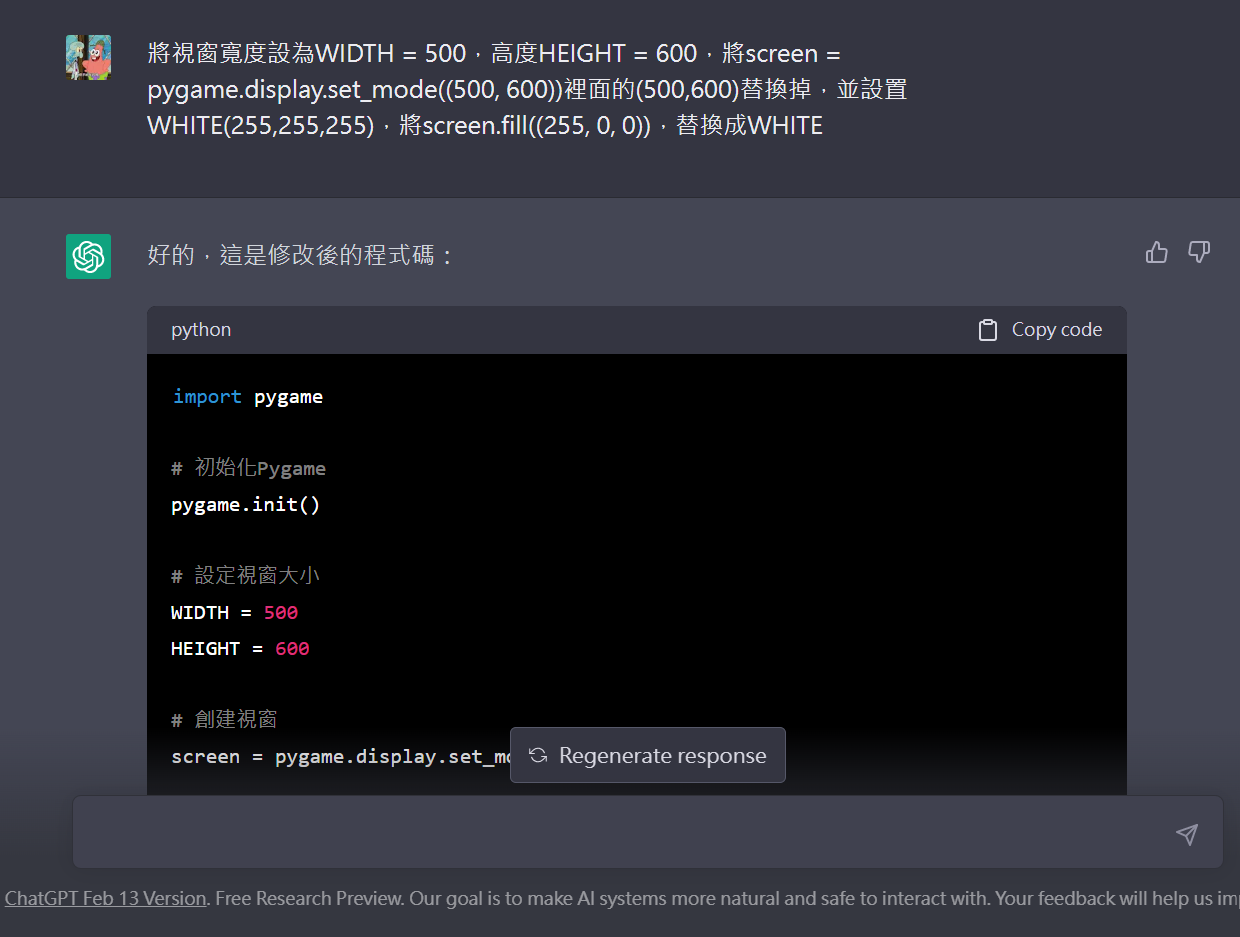 將視窗寬度設為WIDTH = 500，高度HEIGHT = 600，將screen =
pygame.display.set_mode((500, 600))裡面的(500,600)替換掉，並設置
WHITE(255,255,255)，將screen.fill((255, 0, 0))，替換成WHITE
好的，這是修改後的程式碼：
python
Copy code
import pygame
# 初始化Pygame
pygame.init()
# 設定視窗大小
WIDTH = 500
HEIGHT = 600
# 創建視窗
screen = pygame.display.set_m
Regenerate response
ChatGPT Feb 13 Version. Free Research Preview. Our goal is to make AI systems more natural and safe to interact with. Your feedback will help us im